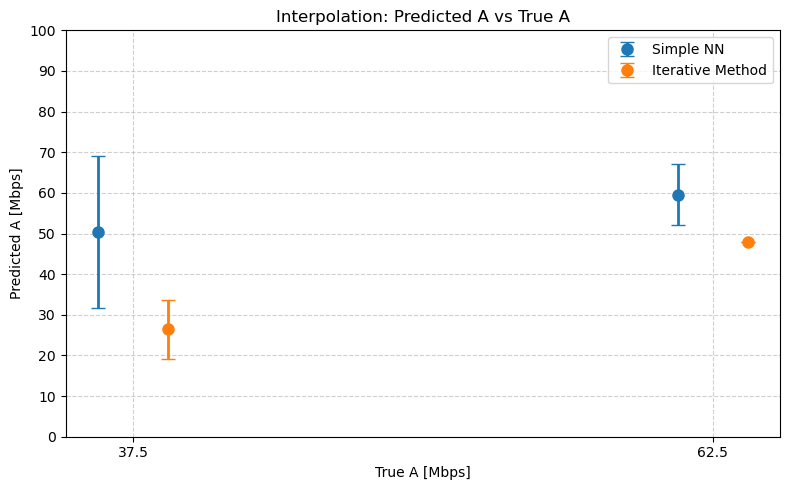 Interpolation: Predicted A vs True A
Simple NN
Iterative Method
Predicted A [Mbps]
100
90
80
70
60
50
40
30
20
10
0
37.5
62.5
True A [Mbps]